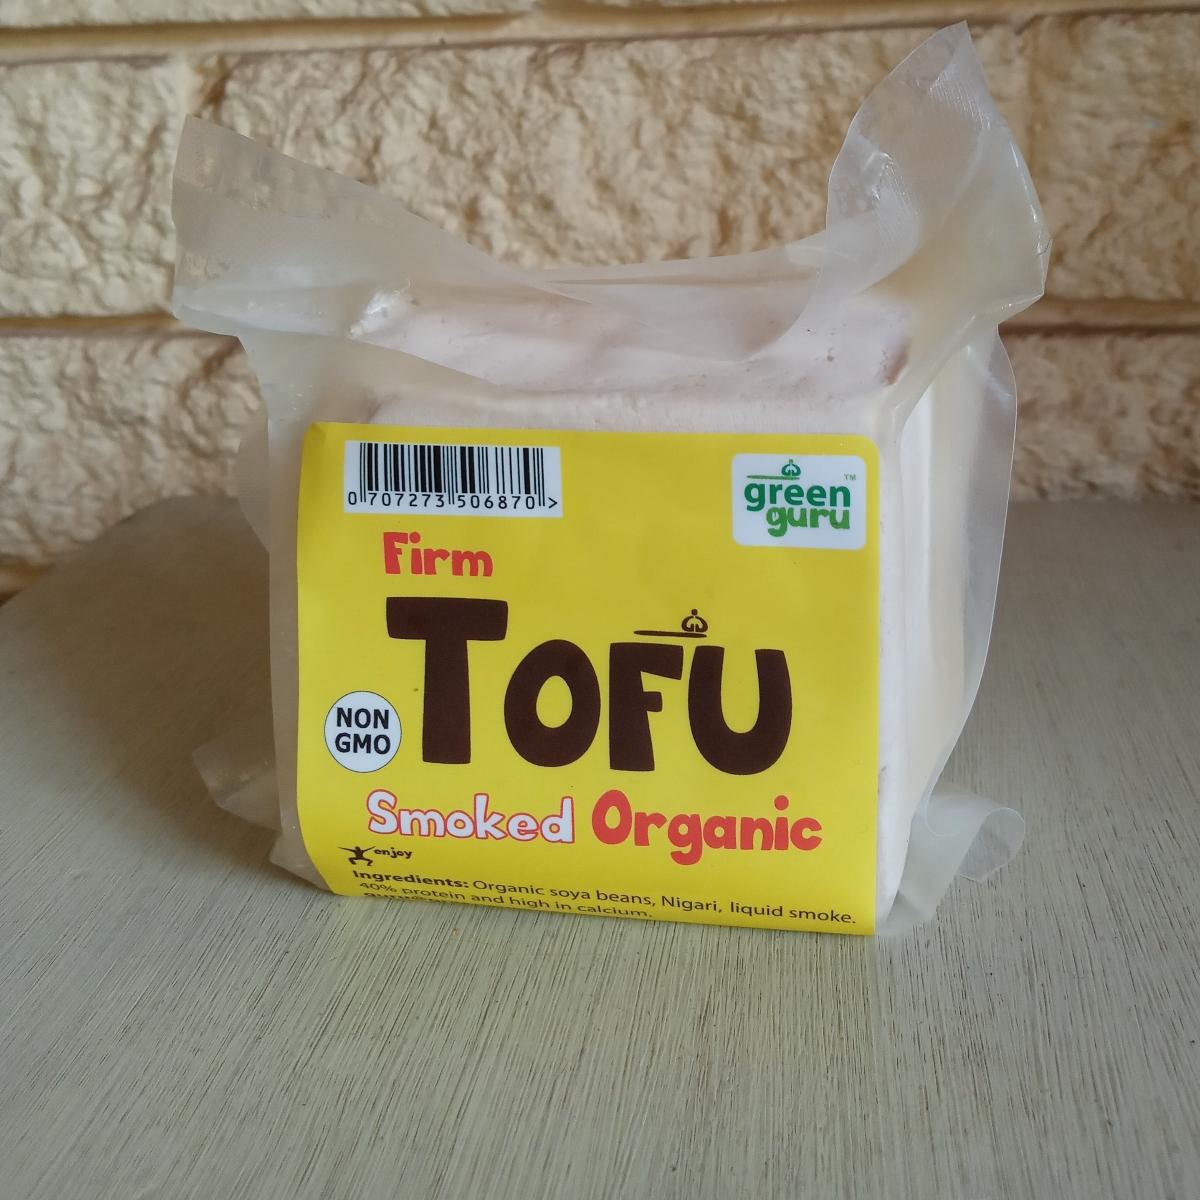 0 707273 506870 >
green™
guru
Firm
TOFU
NON
GMO
Smoked Organic
enjoy
Ingredients: Organic soya beans, Nigari, liquid smoke.
40% protein and high in calcium.